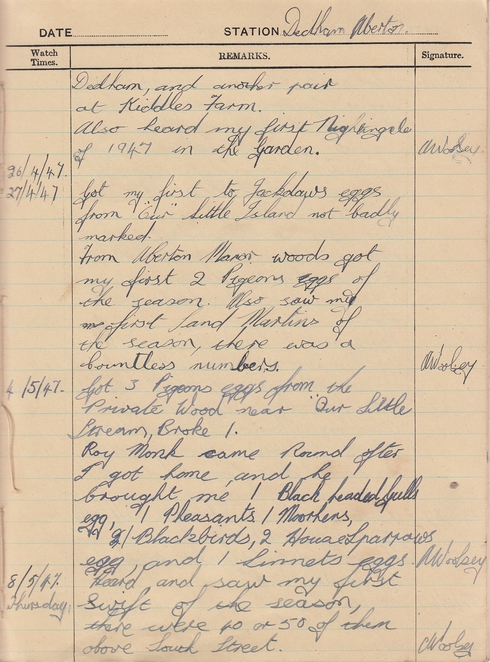 DATE STATION Dedham Aberton.
Watch Times. REMARKS. Signature.
Dedham, and another pair
at Kiddles Farm.
Also heard my first Nightingale
of 1947 in the Garden. AWoolsey
26/4/47.
27/4/47 Got my first to Jackdaws eggs
from "Our" Little Island not badly
marked.
From Aberton Manor woods got
my first 2 Pigeons eggs of
the season. Also saw my
first Sand Martins of
the season, there was a
countless numbers. AWoolsey
4/5/47. Got 3 Pigeons eggs from the
Private Wood near "Our Little
Stream, Broke 1.
Roy Monk came Round after
I got home, and he
brought me 1 Black headed Gulls
egg, 1 Pheasants 1 Moorhens,
Blackbirds, 2 House Sparrows
egg, and 1 Linnets eggs. AWoolsey
8/5/47. Heard and saw my first
Thursday. Swift of the season,
there were 40 or 50 of them
above South Street. AWoolsey